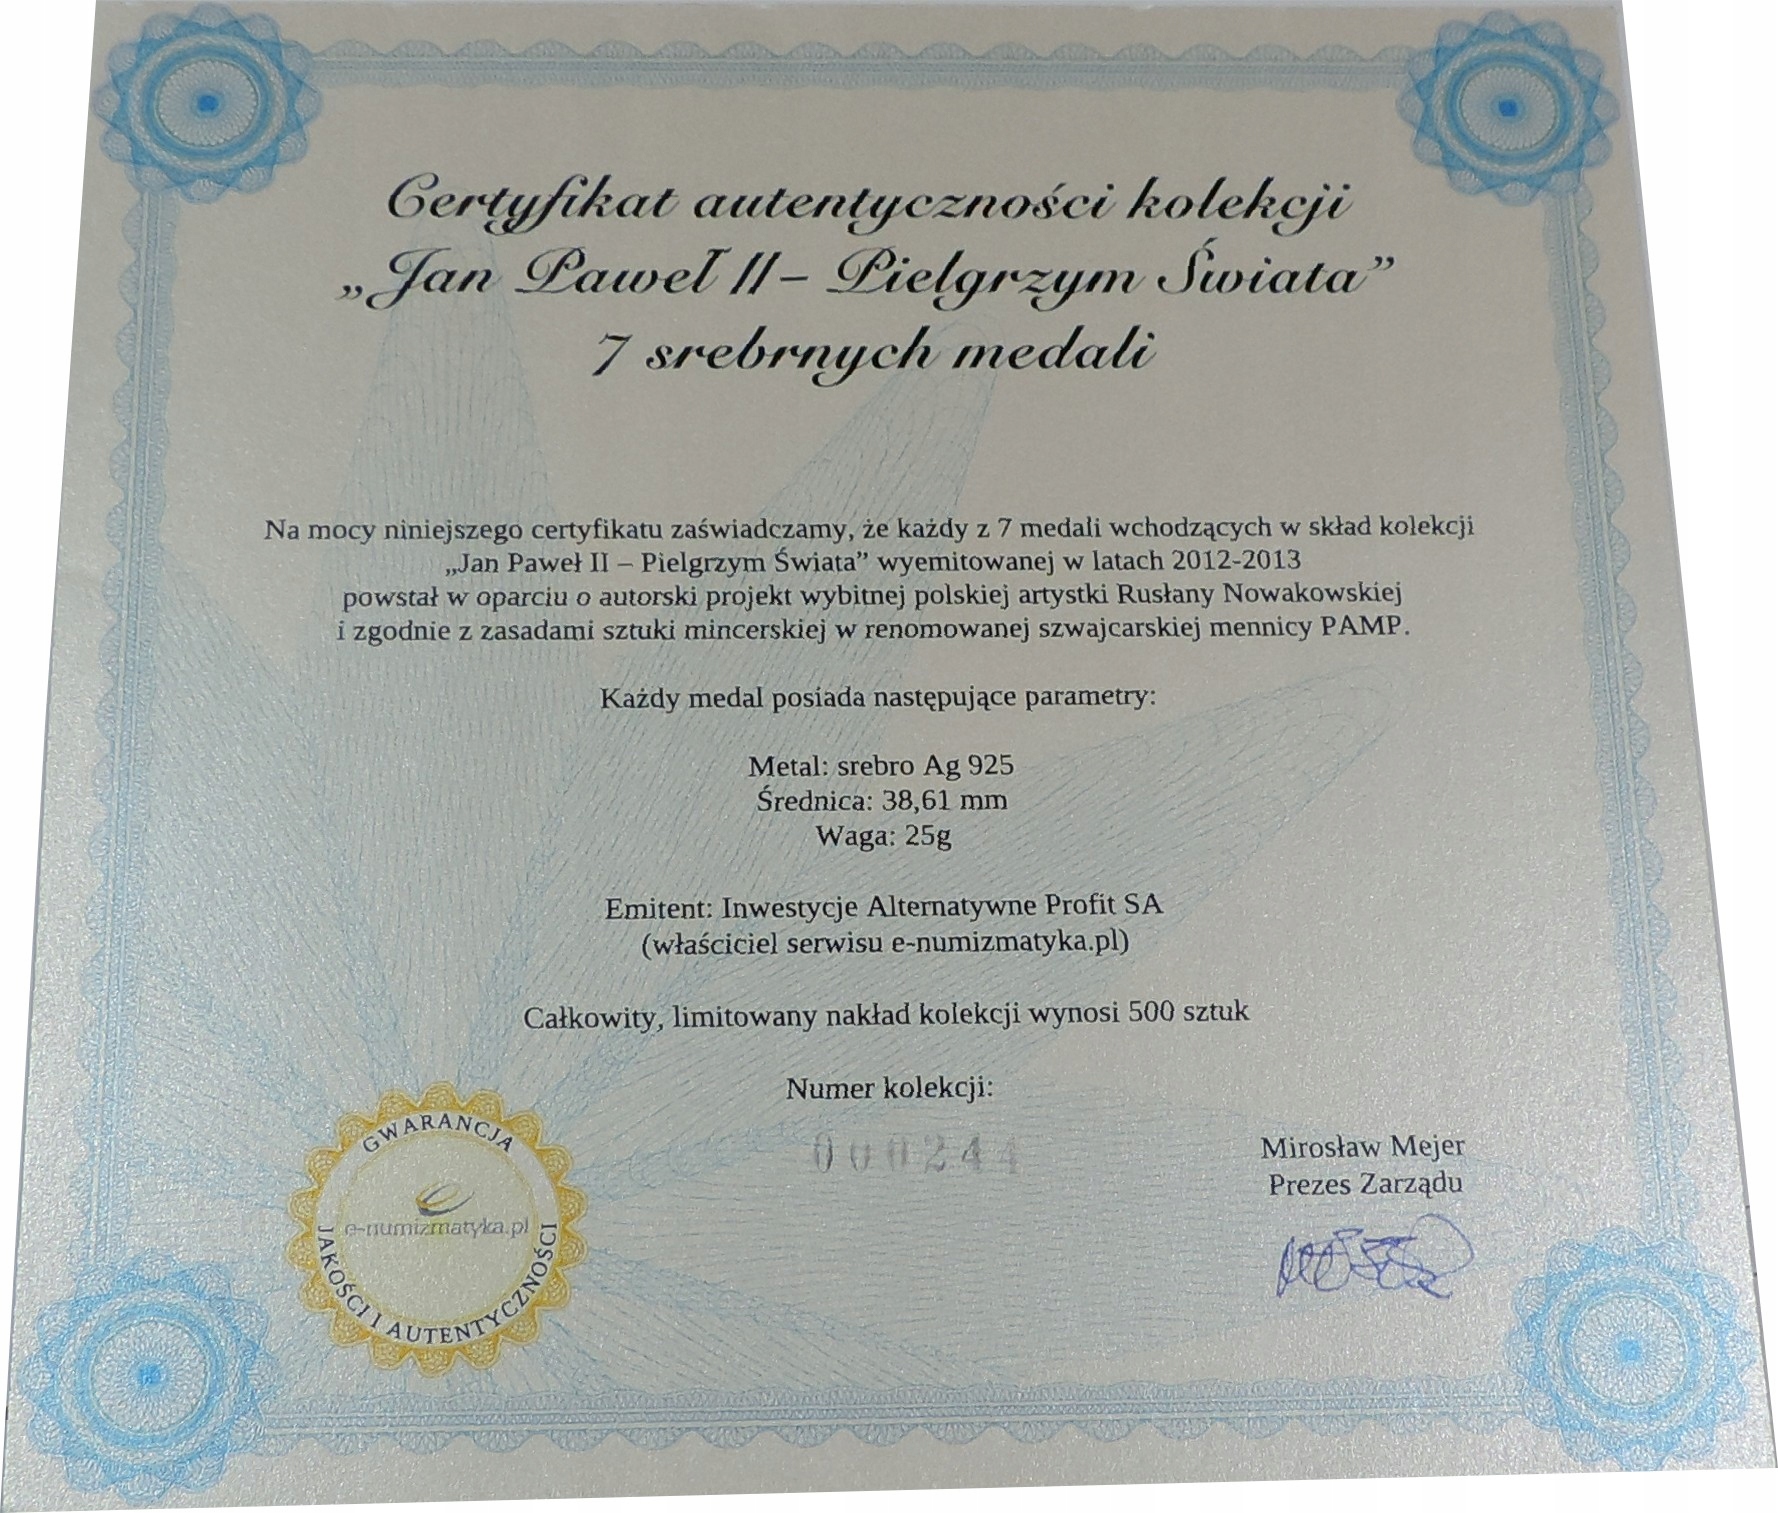 Certyfikat autentyczności kolekcji
„Jan Paweł II – Pielgrzym Świata”
7 srebrnych medali
Na mocy niniejszego certyfikatu zaświadczamy, że każdy z 7 medali wchodzących w skład kolekcji
„Jan Paweł II – Pielgrzym Świata” wyemitowanej w latach 2012-2013
powstał w oparciu o autorski projekt wybitnej polskiej artystki Rusłany Nowakowskiej
i zgodnie z zasadami sztuki mincerskiej w renomowanej szwajcarskiej mennicy PAMP.
Każdy medal posiada następujące parametry:
Metal: srebro Ag 925
Średnica: 38,61 mm
Waga: 25g
Emitent: Inwestycje Alternatywne Profit SA
(właściciel serwisu e-numizmatyka.pl)
Całkowity, limitowany nakład kolekcji wynosi 500 sztuk
Numer kolekcji:
000244
Mirosław Mejer
Prezes Zarządu
GWARANCJA
e-numizmatyka.pl
JAKOŚCI I AUTENTYCZNOŚCI